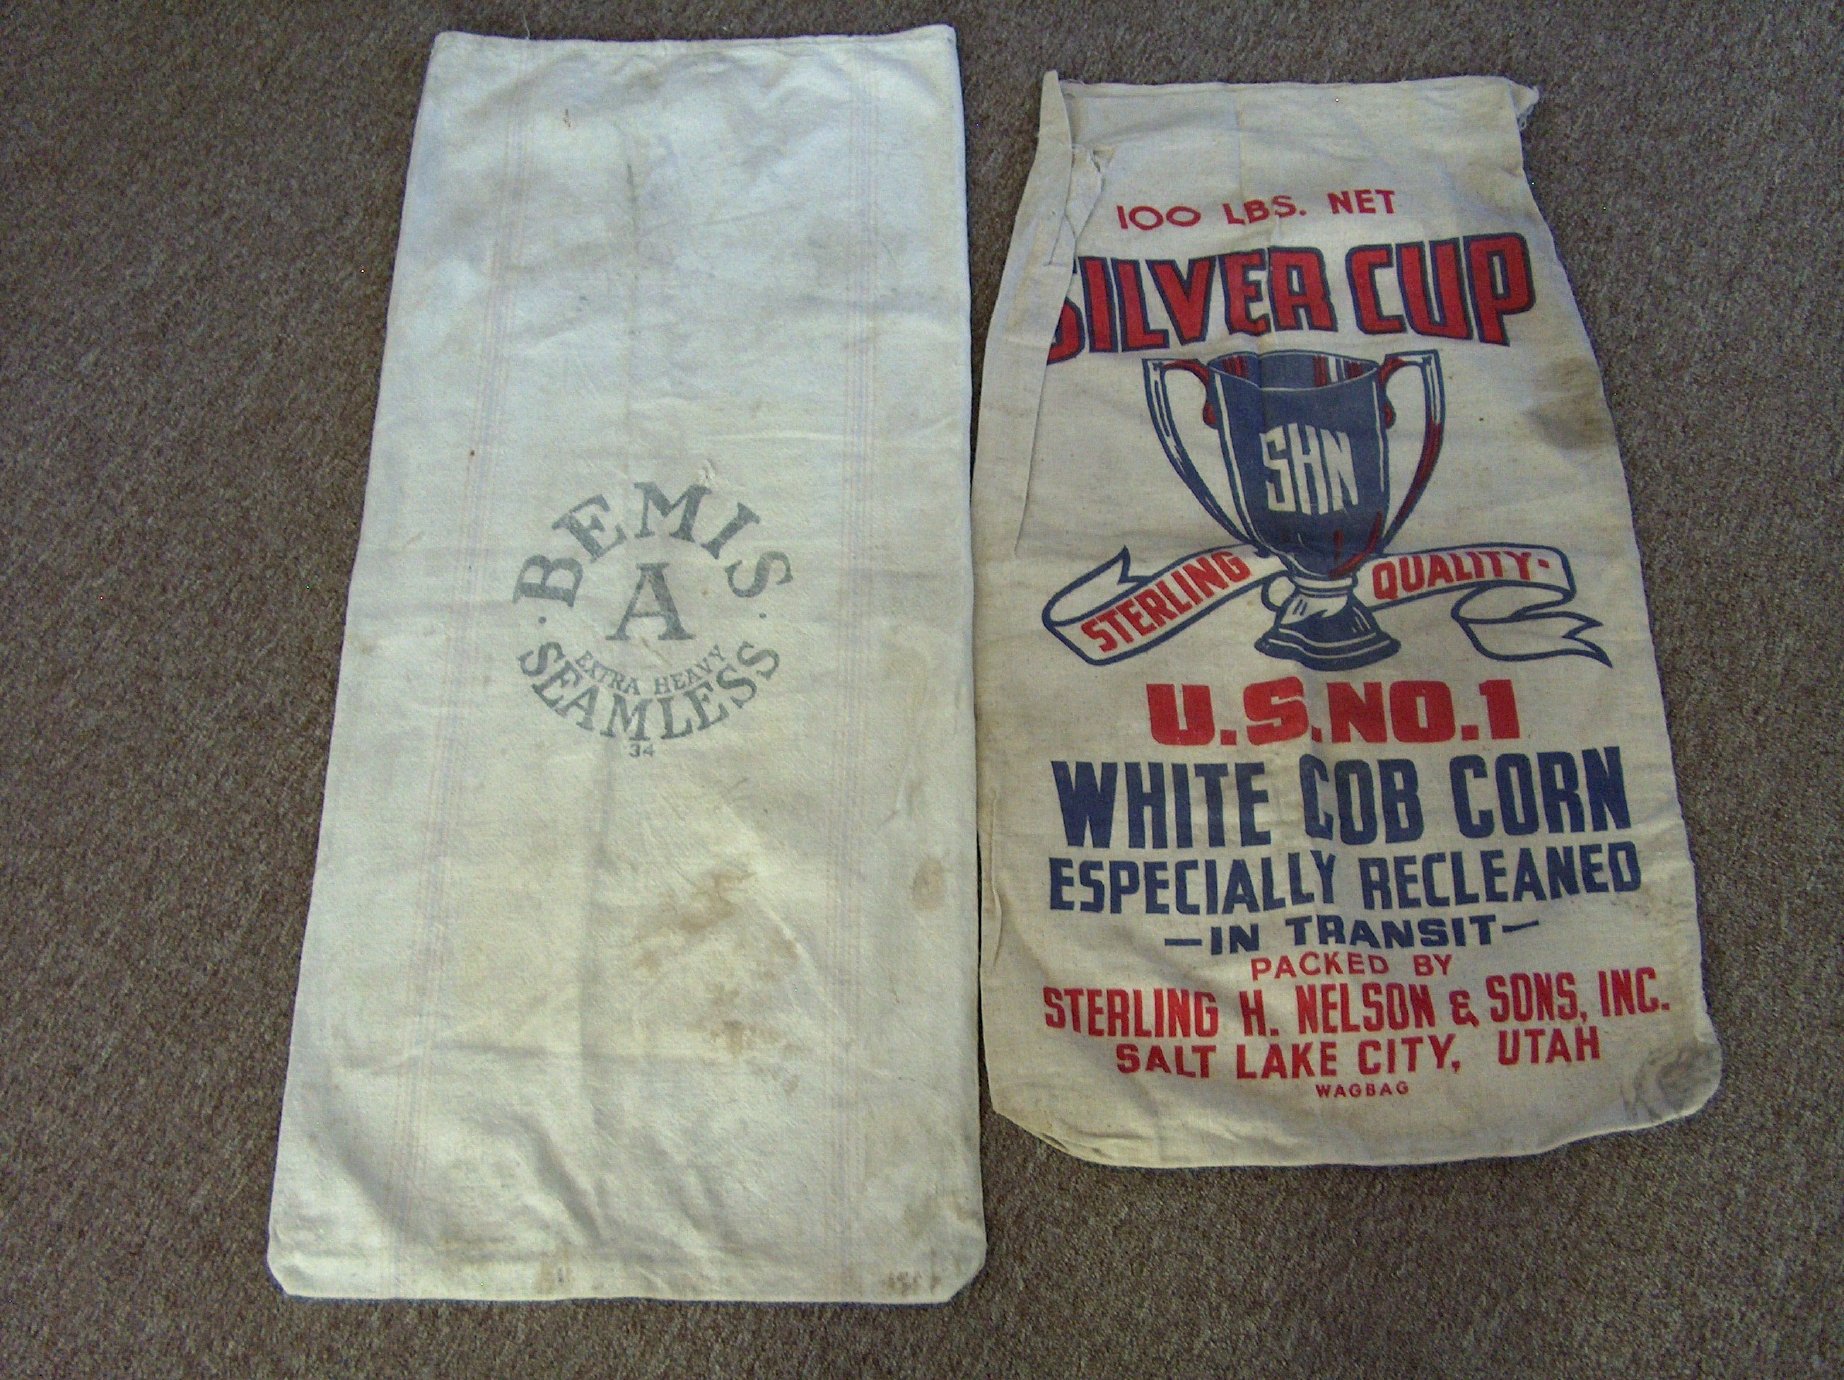 BEMIS
A
EXTRA HEAVY
SEAMLESS
34
100 LBS. NET
SILVER CUP
SHN
STERLING QUALITY
U.S. NO. 1
WHITE COB CORN
ESPECIALLY RECLEANED
—IN TRANSIT—
PACKED BY
STERLING H. NELSON & SONS, INC.
SALT LAKE CITY, UTAH
WAGBAG